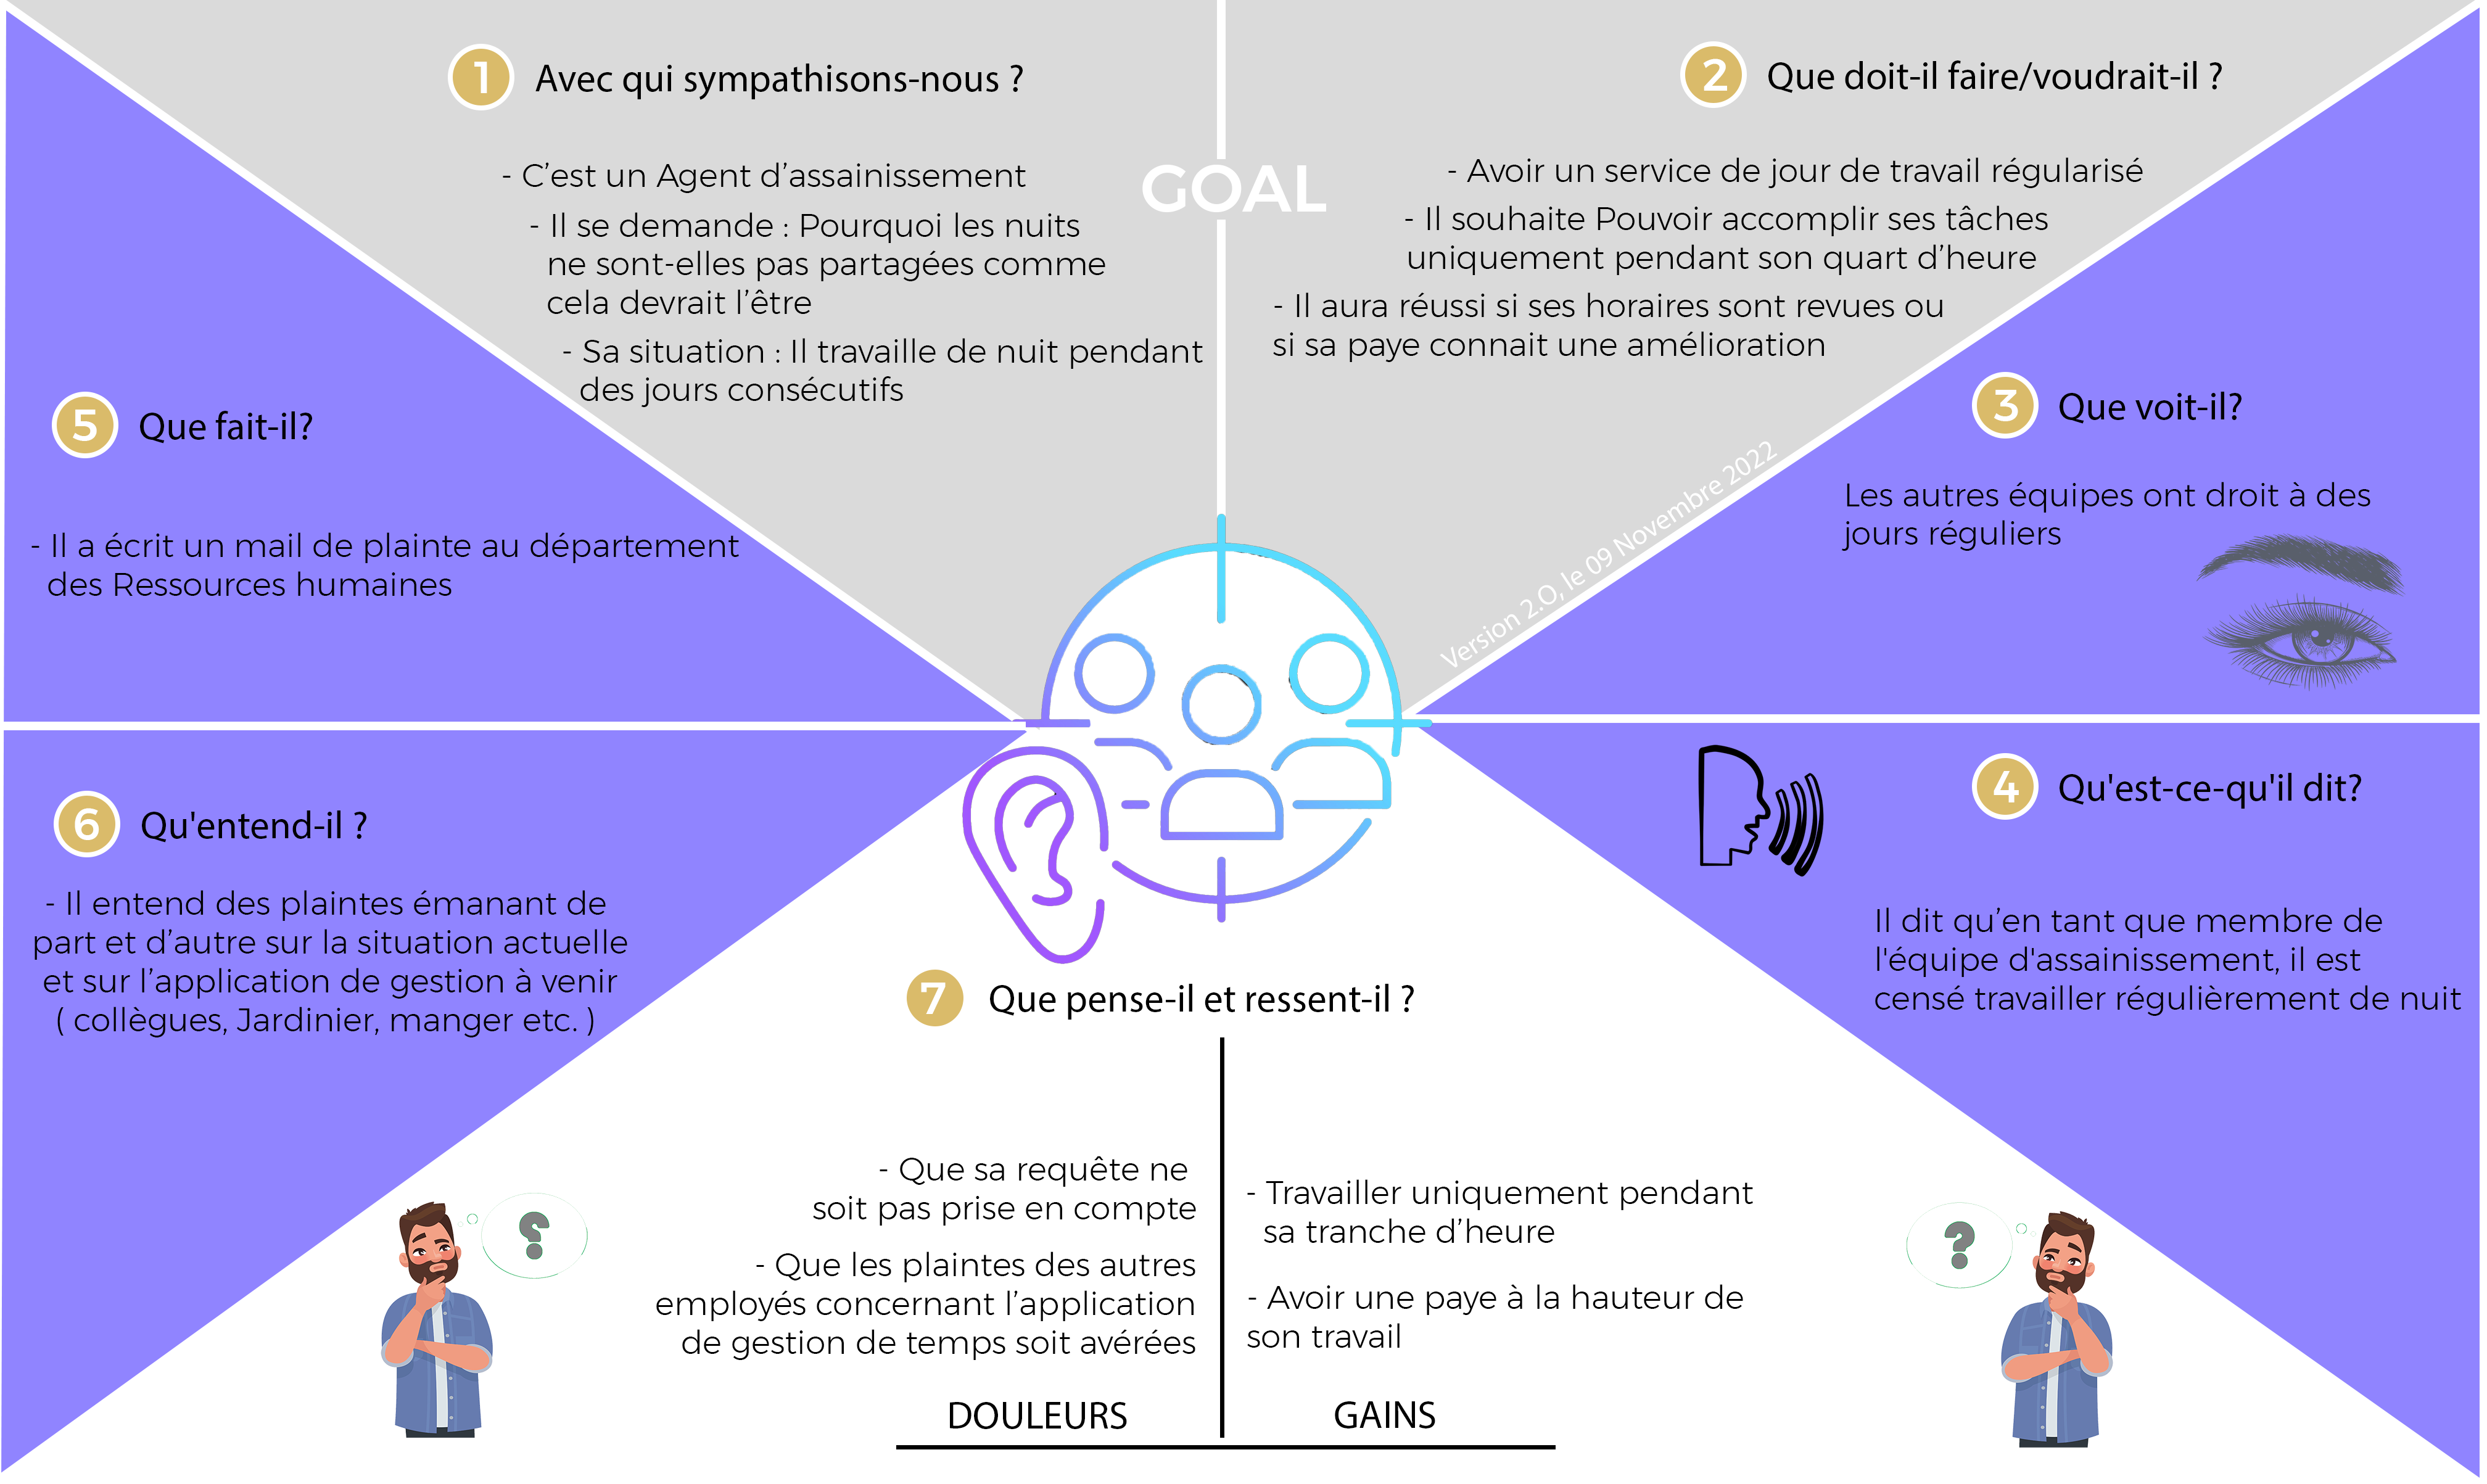 1 Avec qui sympathisons-nous ?
- C’est un Agent d’assainissement
- Il se demande : Pourquoi les nuits
ne sont-elles pas partagées comme
cela devrait l’être
- Sa situation : Il travaille de nuit pendant
des jours consécutifs
GOAL
2 Que doit-il faire/voudrait-il ?
- Avoir un service de jour de travail régularisé
- Il souhaite Pouvoir accomplir ses tâches
uniquement pendant son quart d’heure
- Il aura réussi si ses horaires sont revues ou
si sa paye connait une amélioration
Version 2.O, le 09 Novembre 2022
3 Que voit-il?
Les autres équipes ont droit à des
jours réguliers
4 Qu'est-ce-qu'il dit?
Il dit qu’en tant que membre de
l'équipe d'assainissement, il est
censé travailler régulièrement de nuit
5 Que fait-il?
- Il a écrit un mail de plainte au département
des Ressources humaines
6 Qu'entend-il ?
- Il entend des plaintes émanant de
part et d’autre sur la situation actuelle
et sur l’application de gestion à venir
( collègues, Jardinier, manger etc. )
7 Que pense-il et ressent-il ?
- Que sa requête ne
soit pas prise en compte
- Que les plaintes des autres
employés concernant l’application
de gestion de temps soit avérées
DOULEURS
- Travailler uniquement pendant
sa tranche d’heure
- Avoir une paye à la hauteur de
son travail
GAINS
?
?